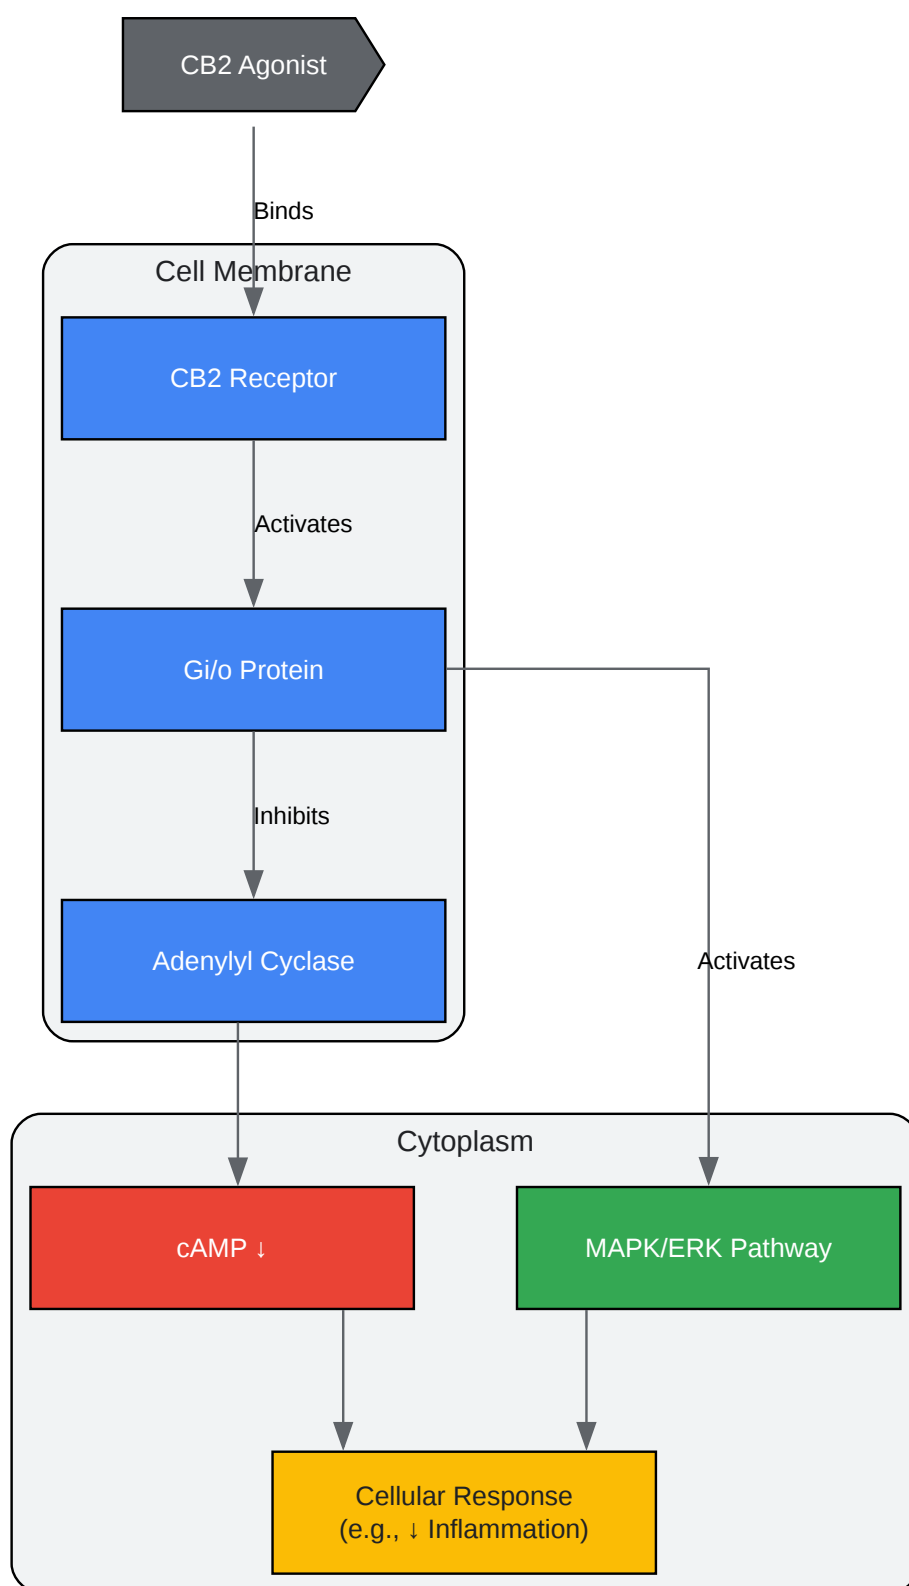 CB2 Agonist
Binds
Cell Membrane
CB2 Receptor
Activates
Gi/o Protein
Inhibits
Adenylyl Cyclase
Activates
Cytoplasm
cAMP ↓
MAPK/ERK Pathway
Cellular Response
(e.g., ↓ Inflammation)